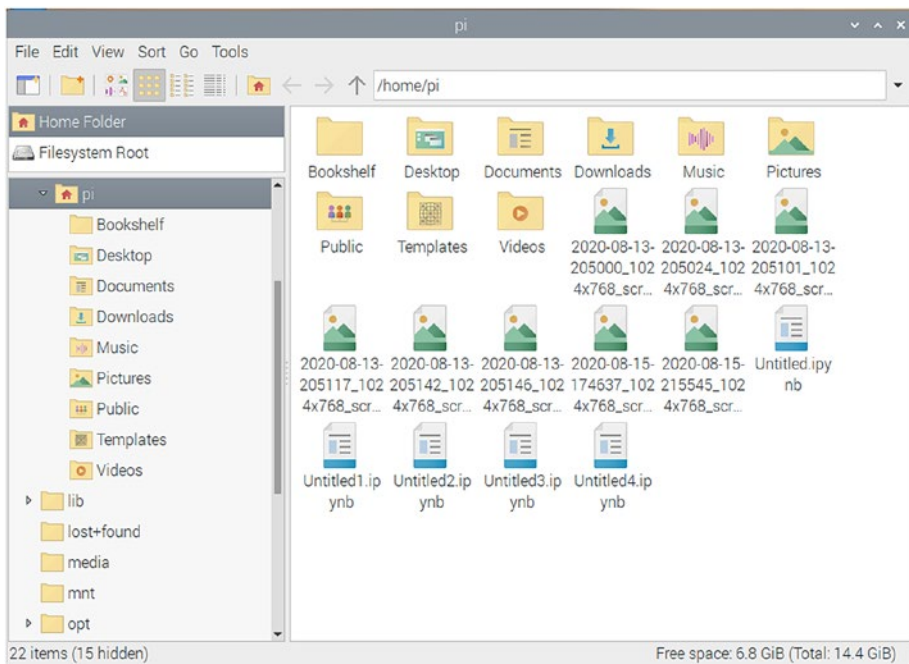 pi
File Edit View Sort Go Tools
/home/pi
Home Folder
Filesystem Root
pi
Bookshelf
Desktop
Documents
Downloads
Music
Pictures
Public
Templates
Videos
lib
lost+found
media
mnt
opt
Bookshelf Desktop Documents Downloads Music Pictures
Public Templates Videos 2020-08-13- 2020-08-13- 2020-08-13-
205000_102 205024_102 205101_102
4x768_scr... 4x768_scr... 4x768_scr...
2020-08-13- 2020-08-13- 2020-08-13- 2020-08-15- 2020-08-15- Untitled.ipy
205117_102 205142_102 205146_102 174637_102 215545_102 nb
4x768_scr... 4x768_scr... 4x768_scr... 4x768_scr... 4x768_scr...
Untitled1.ip Untitled2.ip Untitled3.ip Untitled4.ip
ynb ynb ynb ynb
22 items (15 hidden) Free space: 6.8 GiB (Total: 14.4 GiB)